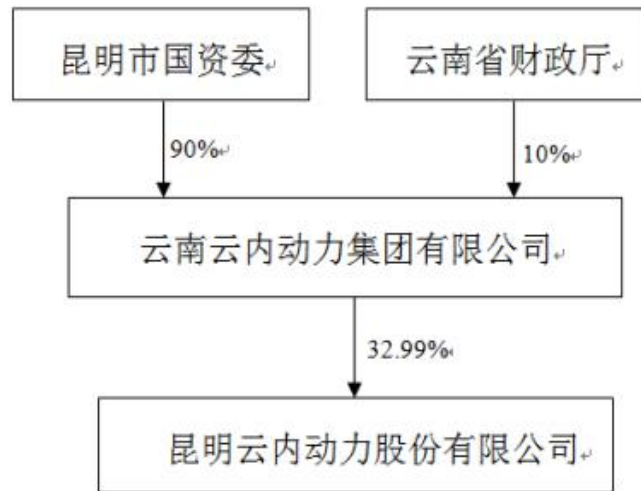 昆明市国资委
云南省财政厅
90%
10%
云南云内动力集团有限公司
32.99%
昆明云内动力股份有限公司